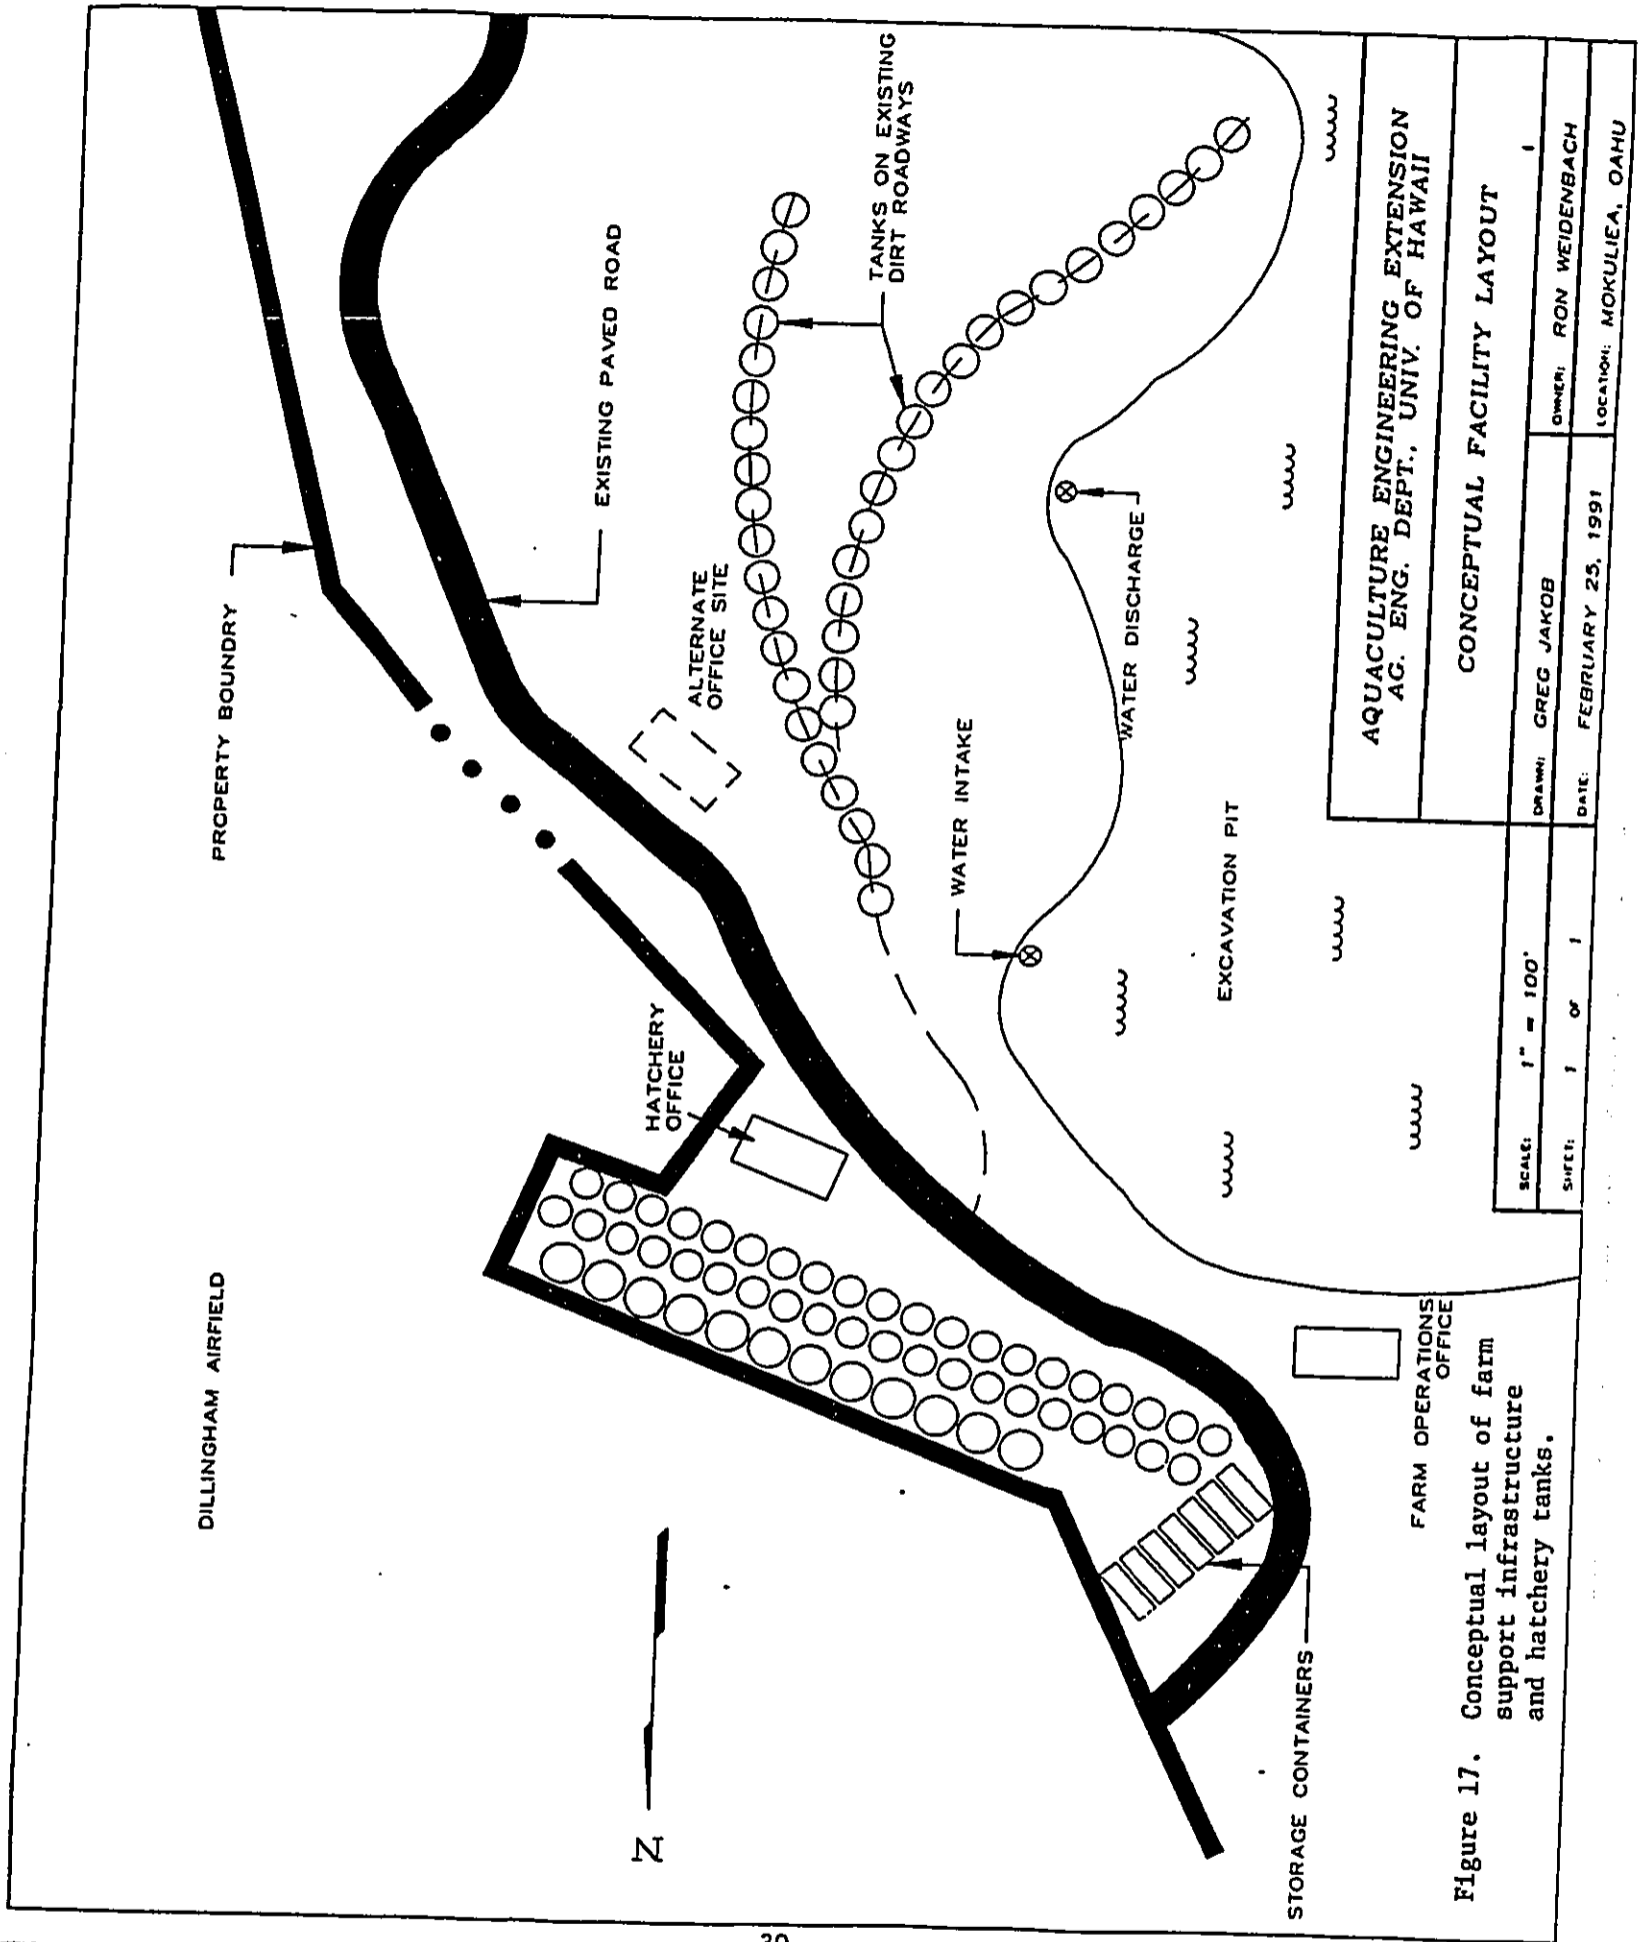 DILLINGHAM AIRFIELD
PROPERTY BOUNDRY
EXISTING PAVED ROAD
TANKS ON EXISTING
DIRT ROADWAYS
ALTERNATE
OFFICE SITE
HATCHERY
OFFICE
WATER INTAKE
WATER DISCHARGE
EXCAVATION PIT
N
STORAGE CONTAINERS
FARM OPERATIONS
OFFICE
Figure 17. Conceptual layout of farm
support infrastructure
and hatchery tanks.
AQUACULTURE ENGINEERING EXTENSION
AG. ENG. DEPT., UNIV. OF HAWAII
CONCEPTUAL FACILITY LAYOUT
SCALE: 1" = 100'
DRAWN: GREG JAKOB
OWNER: RON WEIDENBACH
SHEET: 1 OF 1
DATE: FEBRUARY 25, 1991
LOCATION: MOKULIEA, OAHU
30